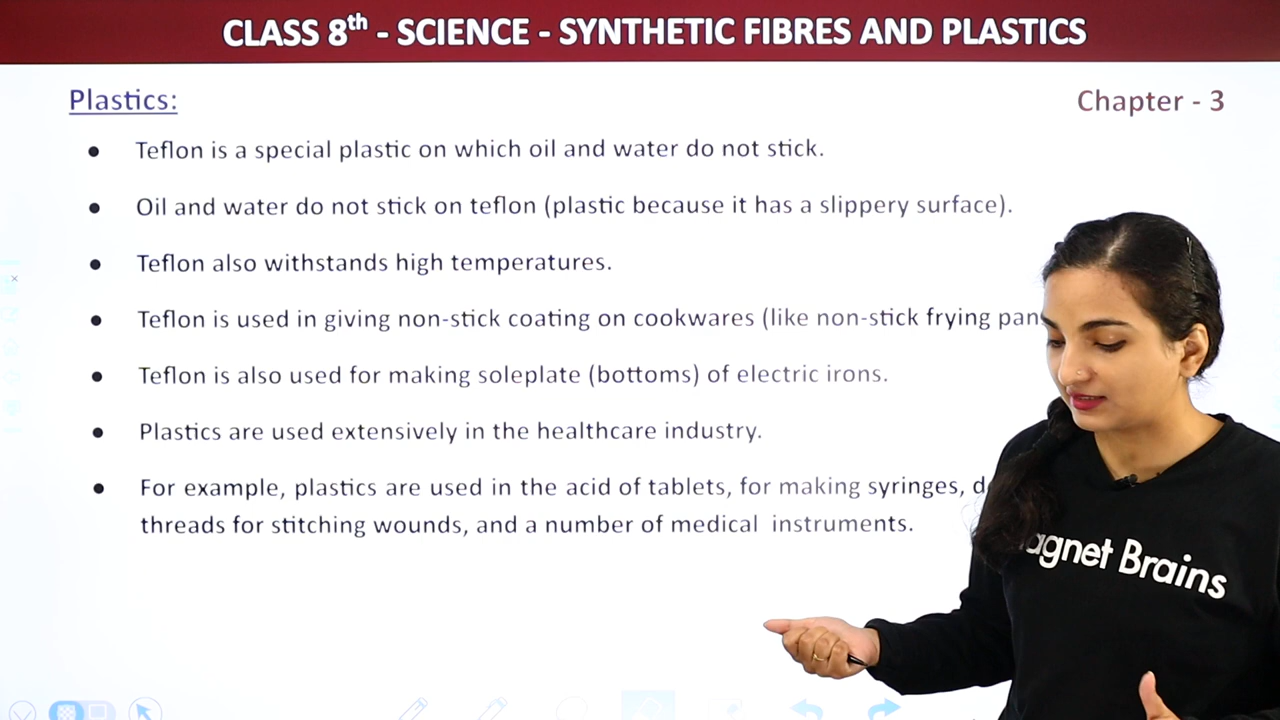 CLASS 8th - SCIENCE - SYNTHETIC FIBRES AND PLASTICS
Plastics:
Chapter - 3
● Teflon is a special plastic on which oil and water do not stick.
● Oil and water do not stick on teflon (plastic because it has a slippery surface).
● Teflon also withstands high temperatures.
● Teflon is used in giving non-stick coating on cookwares (like non-stick frying pan
● Teflon is also used for making soleplate (bottoms) of electric irons.
● Plastics are used extensively in the healthcare industry.
● For example, plastics are used in the acid of tablets, for making syringes,
threads for stitching wounds, and a number of medical instruments.
agnet Brains